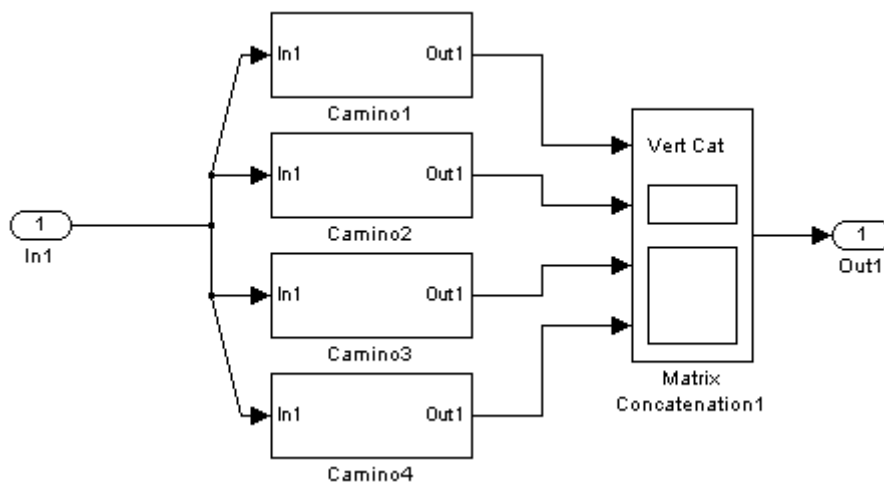 In1 Out1
Camino1
In1 Out1
Camino2
In1 Out1
Camino3
In1 Out1
Camino4
1
In1
Vert Cat
Matrix
Concatenation1
1
Out1